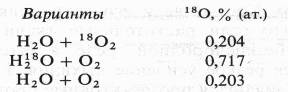 Варианты ¹⁸O, % (ат.)
H₂O + ¹⁸O₂ 0,204
H₂¹⁸O + O₂ 0,717
H₂O + O₂ 0,203